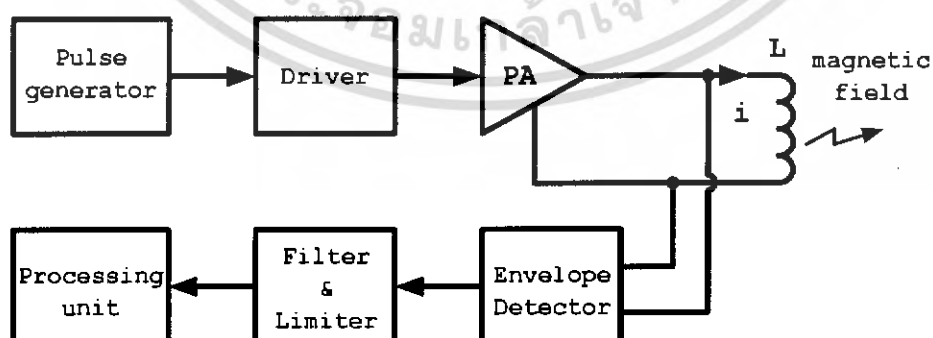 Pulse
generator
Driver
PA
L
i
magnetic
field
Processing
unit
Filter
&
Limiter
Envelope
Detector